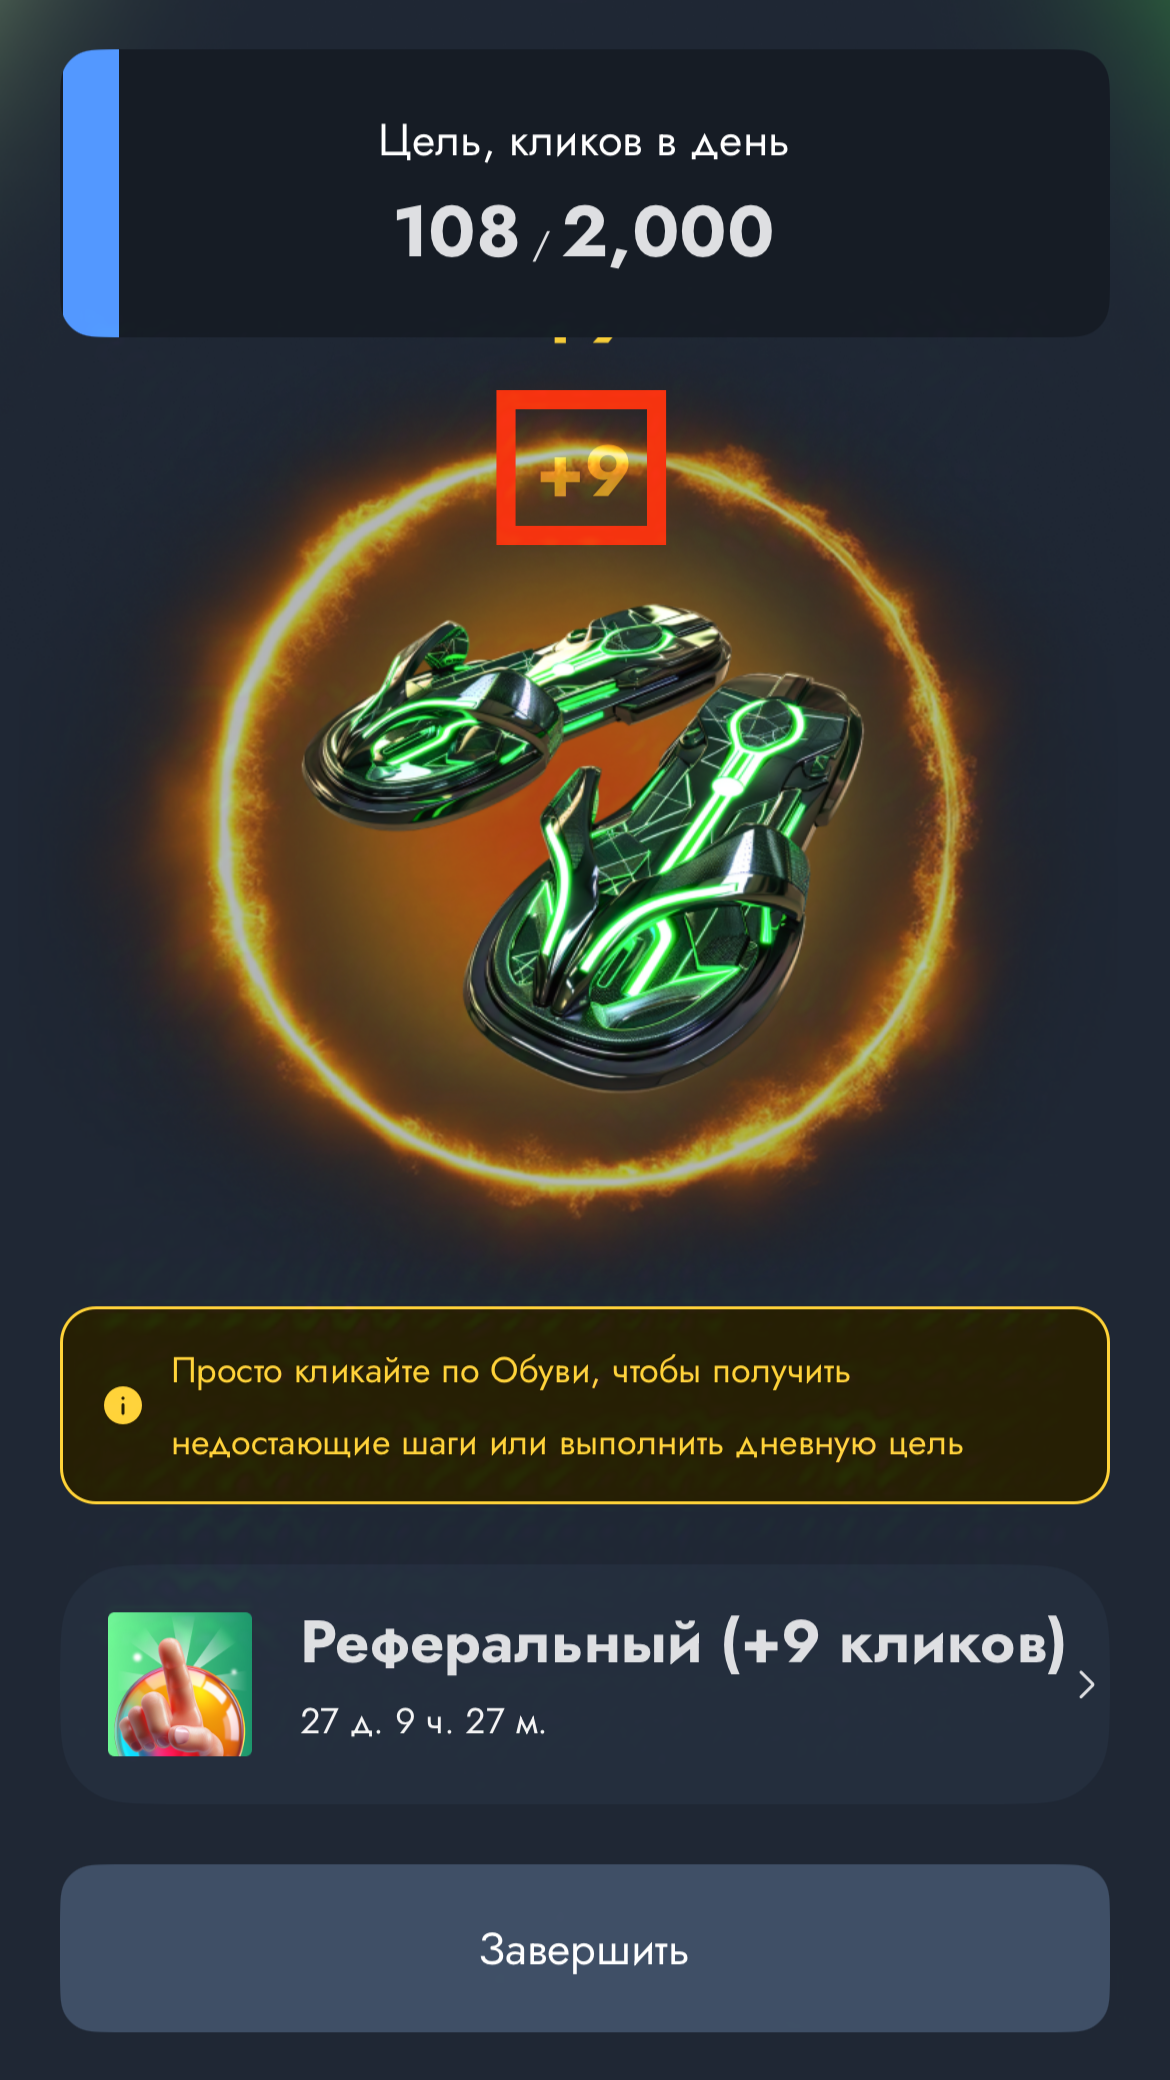 Цель, кликов в день
108 / 2,000
+9
Просто кликайте по Обуви, чтобы получить
недостающие шаги или выполнить дневную цель
Реферальный (+9 кликов)
27 д. 9 ч. 27 м.
Завершить